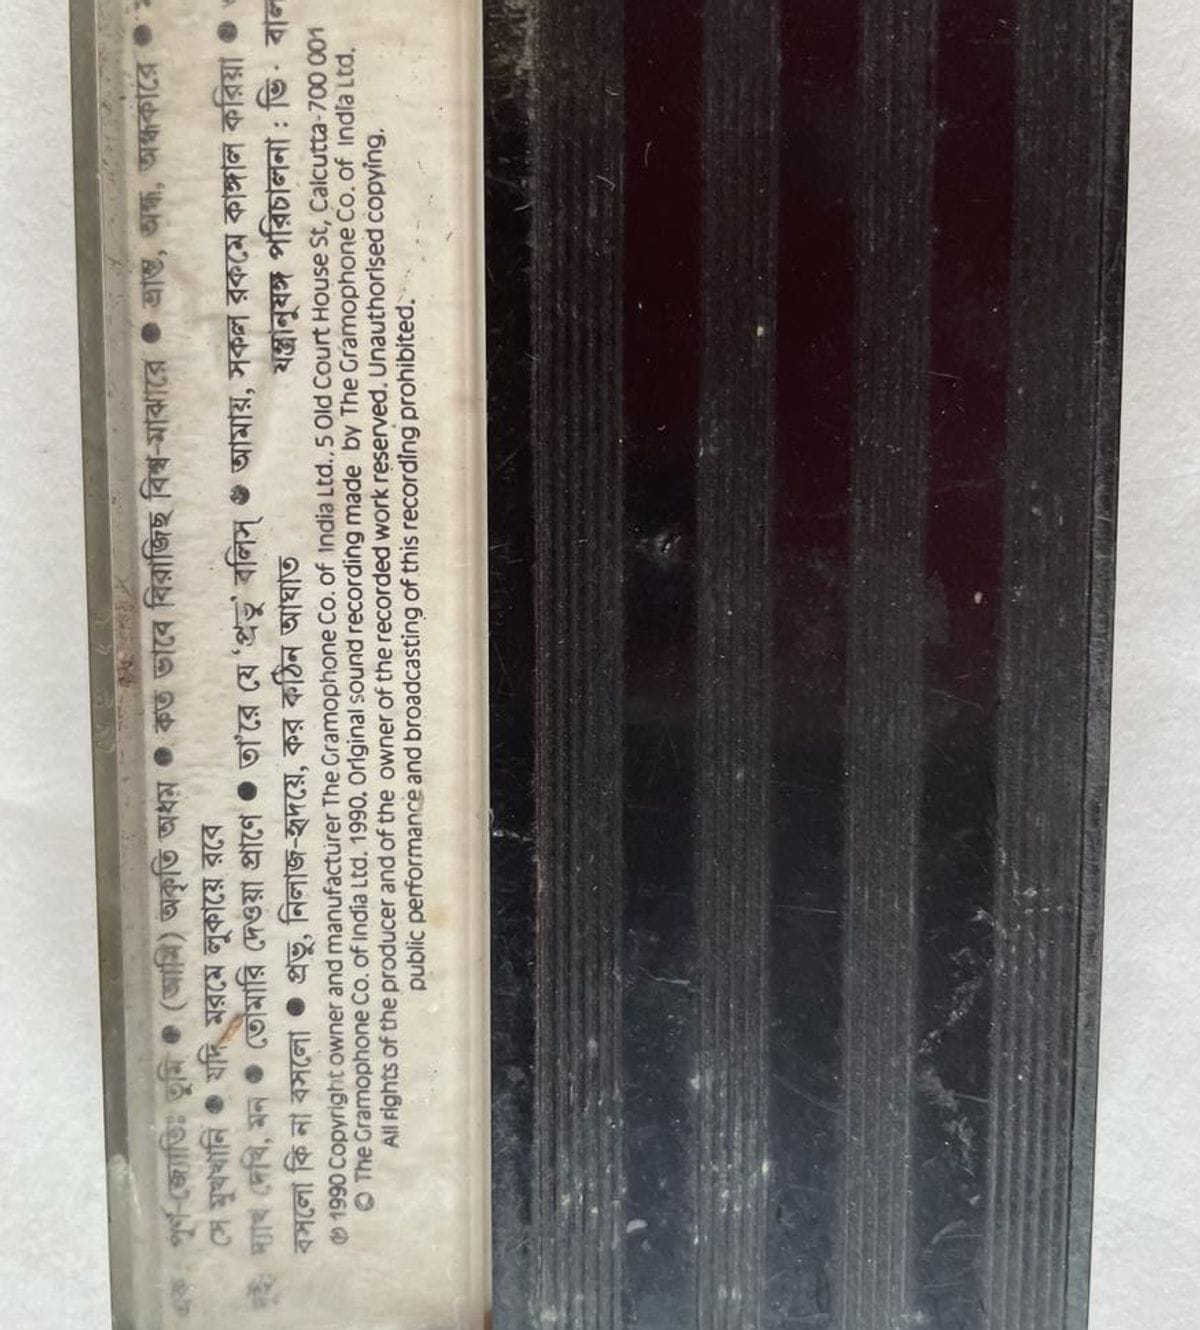 এক: পূর্ণ-জ্যোতিঃ তুমি ● (আমি) অকৃতি অধম ● কত ভাবে বিরাজিছ বিশ্ব-মাঝারে ● ভ্রান্ত, অন্ধ, অন্ধকারে ●
সে মুখখানি ● যদি মরমে লুকায়ে রবে
দুই: দ্যাখ দেখি, মন ● তোমারি দেওয়া প্রাণে ● তা'রে যে ‘প্রভু’ বলিস্ ● আমায়, সকল রকমে কাঙ্গাল করিয়া ●
বসলো কি না বসলো ● প্রভু, নিলাজ-হৃদয়ে, কর কঠিন আঘাত যন্ত্রানুষঙ্গ পরিচালনা : ভি · বাল
℗ 1990 Copyright owner and manufacturer The Gramophone Co. of India Ltd., 5 Old Court House St, Calcutta-700 001
© The Gramophone Co. of India Ltd. 1990. Original sound recording made by The Gramophone Co. of India Ltd.
All rights of the producer and of the owner of the owner of the recorded work reserved. Unauthorised copying,
public performance and broadcasting of this recording prohibited.